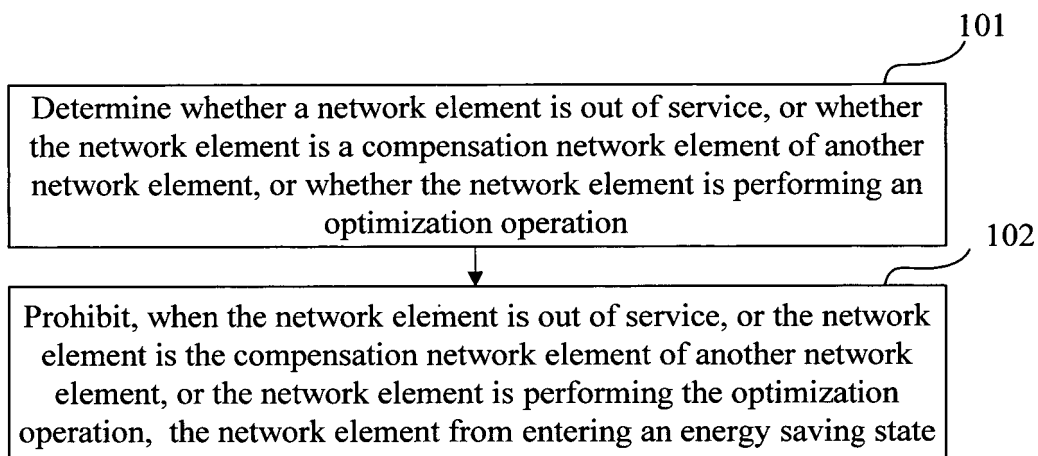 101
Determine whether a network element is out of service, or whether
the network element is a compensation network element of another
network element, or whether the network element is performing an
optimization operation
102
Prohibit, when the network element is out of service, or the network
element is the compensation network element of another network
element, or the network element is performing the optimization
operation, the network element from entering an energy saving state